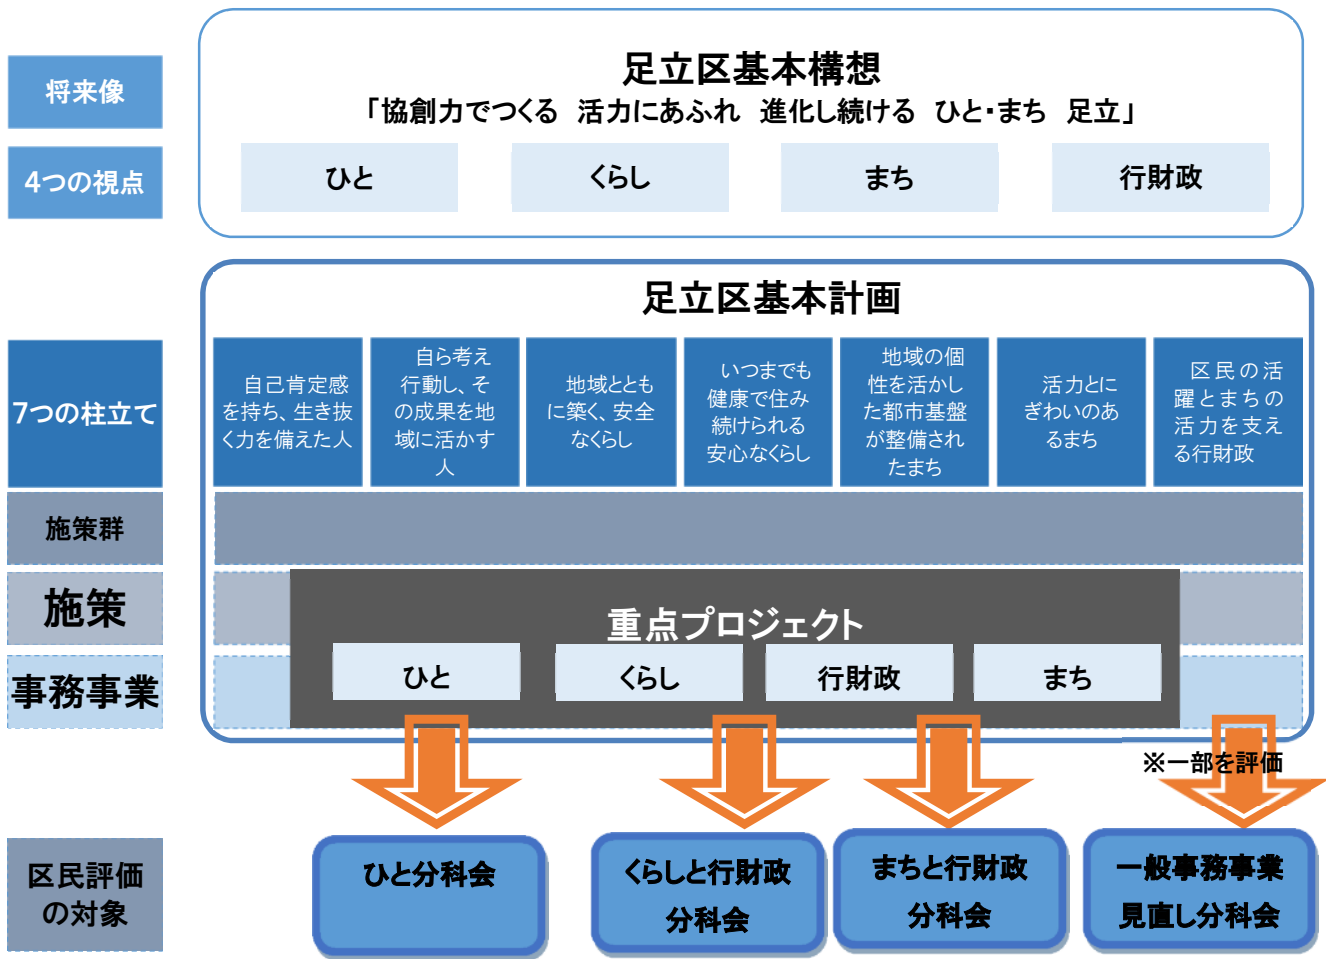 将来像
足立区基本構想
「協創力でつくる　活力にあふれ　進化し続ける　ひと・まち　足立」
4つの視点
ひと
くらし
まち
行財政
足立区基本計画
7つの柱立て
自己肯定感
を持ち、生き抜
く力を備えた人
自ら考え
行動し、そ
の成果を地
域に活かす
人
地域ととも
に築く、安全
なくらし
いつまでも
健康で住み
続けられる
安心なくらし
地域の個
性を活かし
た都市基盤
が整備され
たまち
活力とに
ぎわいのあ
るまち
区民の活
躍とまちの
活力を支え
る行財政
施策群
施策
重点プロジェクト
事務事業
ひと
くらし
行財政
まち
※一部を評価
区民評価
の対象
ひと分科会
くらしと行財政
分科会
まちと行財政
分科会
一般事務事業
見直し分科会